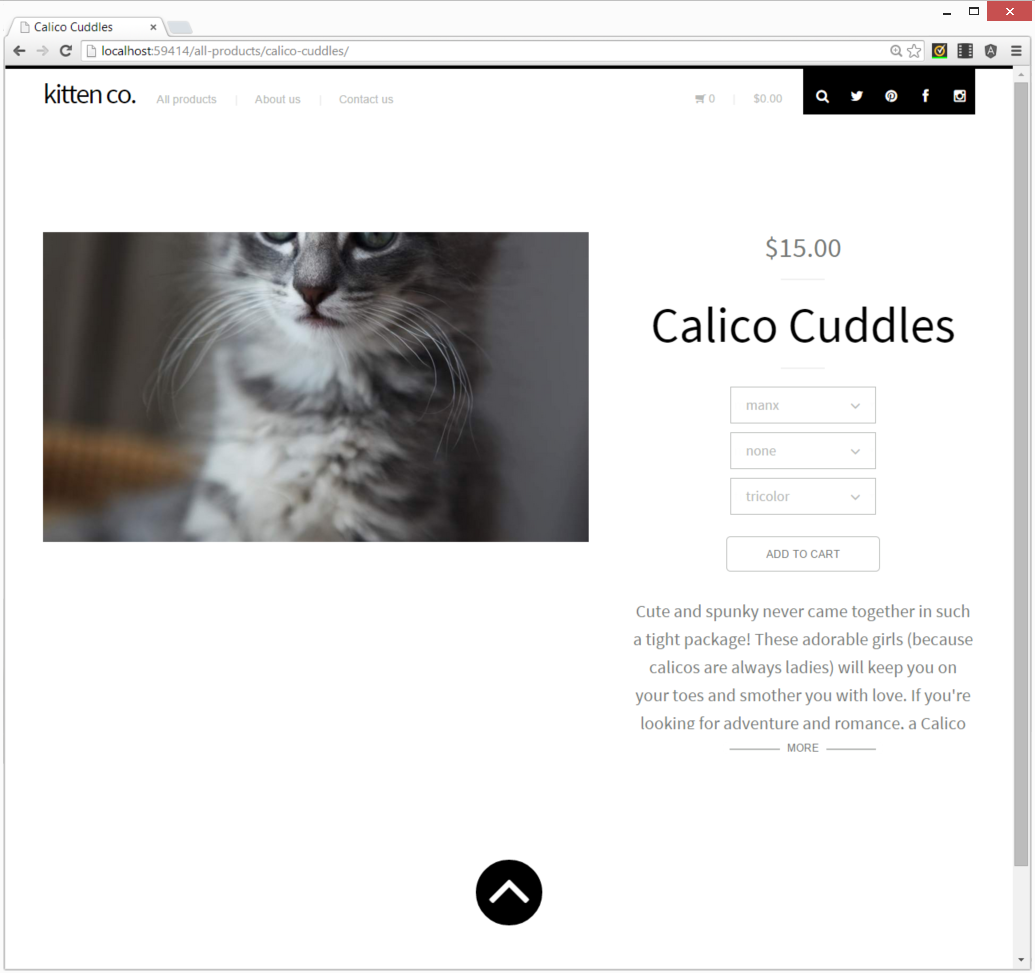 Calico Cuddles
localhost:59414/all-products/calico-cuddles/
kitten co. All products | About us | Contact us 0 | $0.00
$15.00
Calico Cuddles
manx
none
tricolor
ADD TO CART
Cute and spunky never came together in such
a tight package! These adorable girls (because
calicos are always ladies) will keep you on
your toes and smother you with love. If you're
looking for adventure and romance, a Calico
MORE